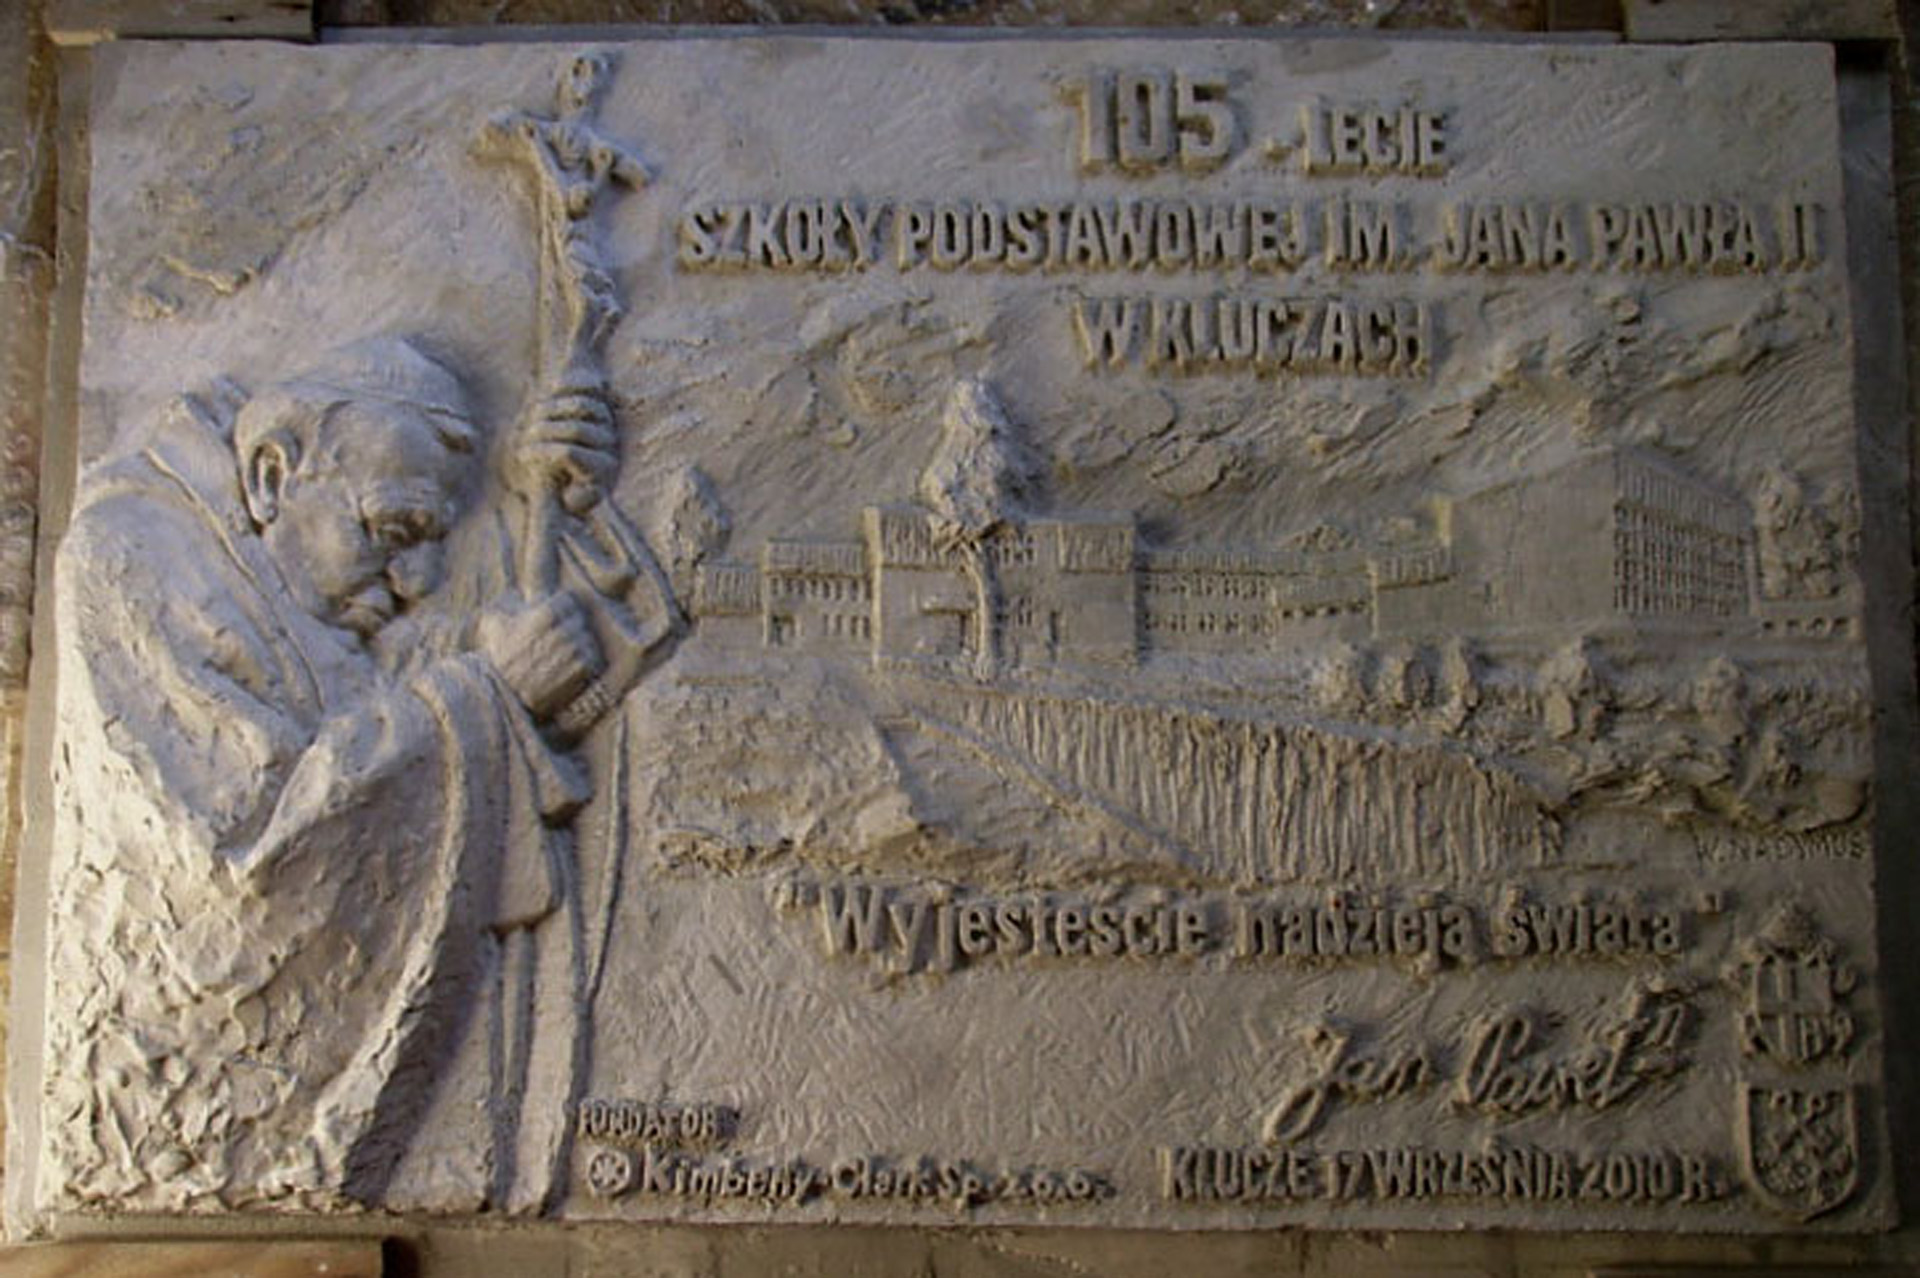 105-LECIE
SZKOŁY PODSTAWOWEJ IM. JANA PAWŁA II
W KLUCZACH
W. NADYMUS
"Wy jesteście nadzieją świata"
Jan Paweł II
FUNDATOR
Kimberly-Clark Sp. z o.o.
KLUCZE 17 WRZEŚNIA 2010 R.